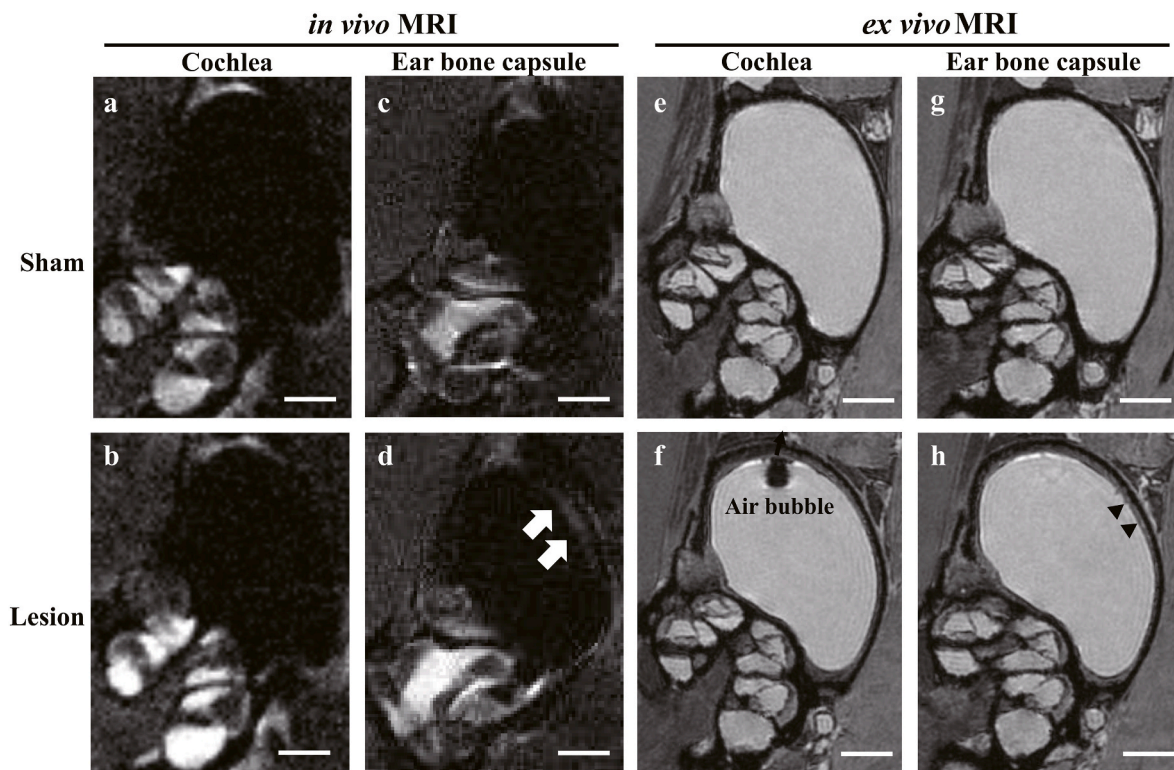 in vivo MRI
ex vivo MRI
Cochlea
Ear bone capsule
Cochlea
Ear bone capsule
a
c
e
g
Sham
b
d
f
h
Air bubble
Lesion